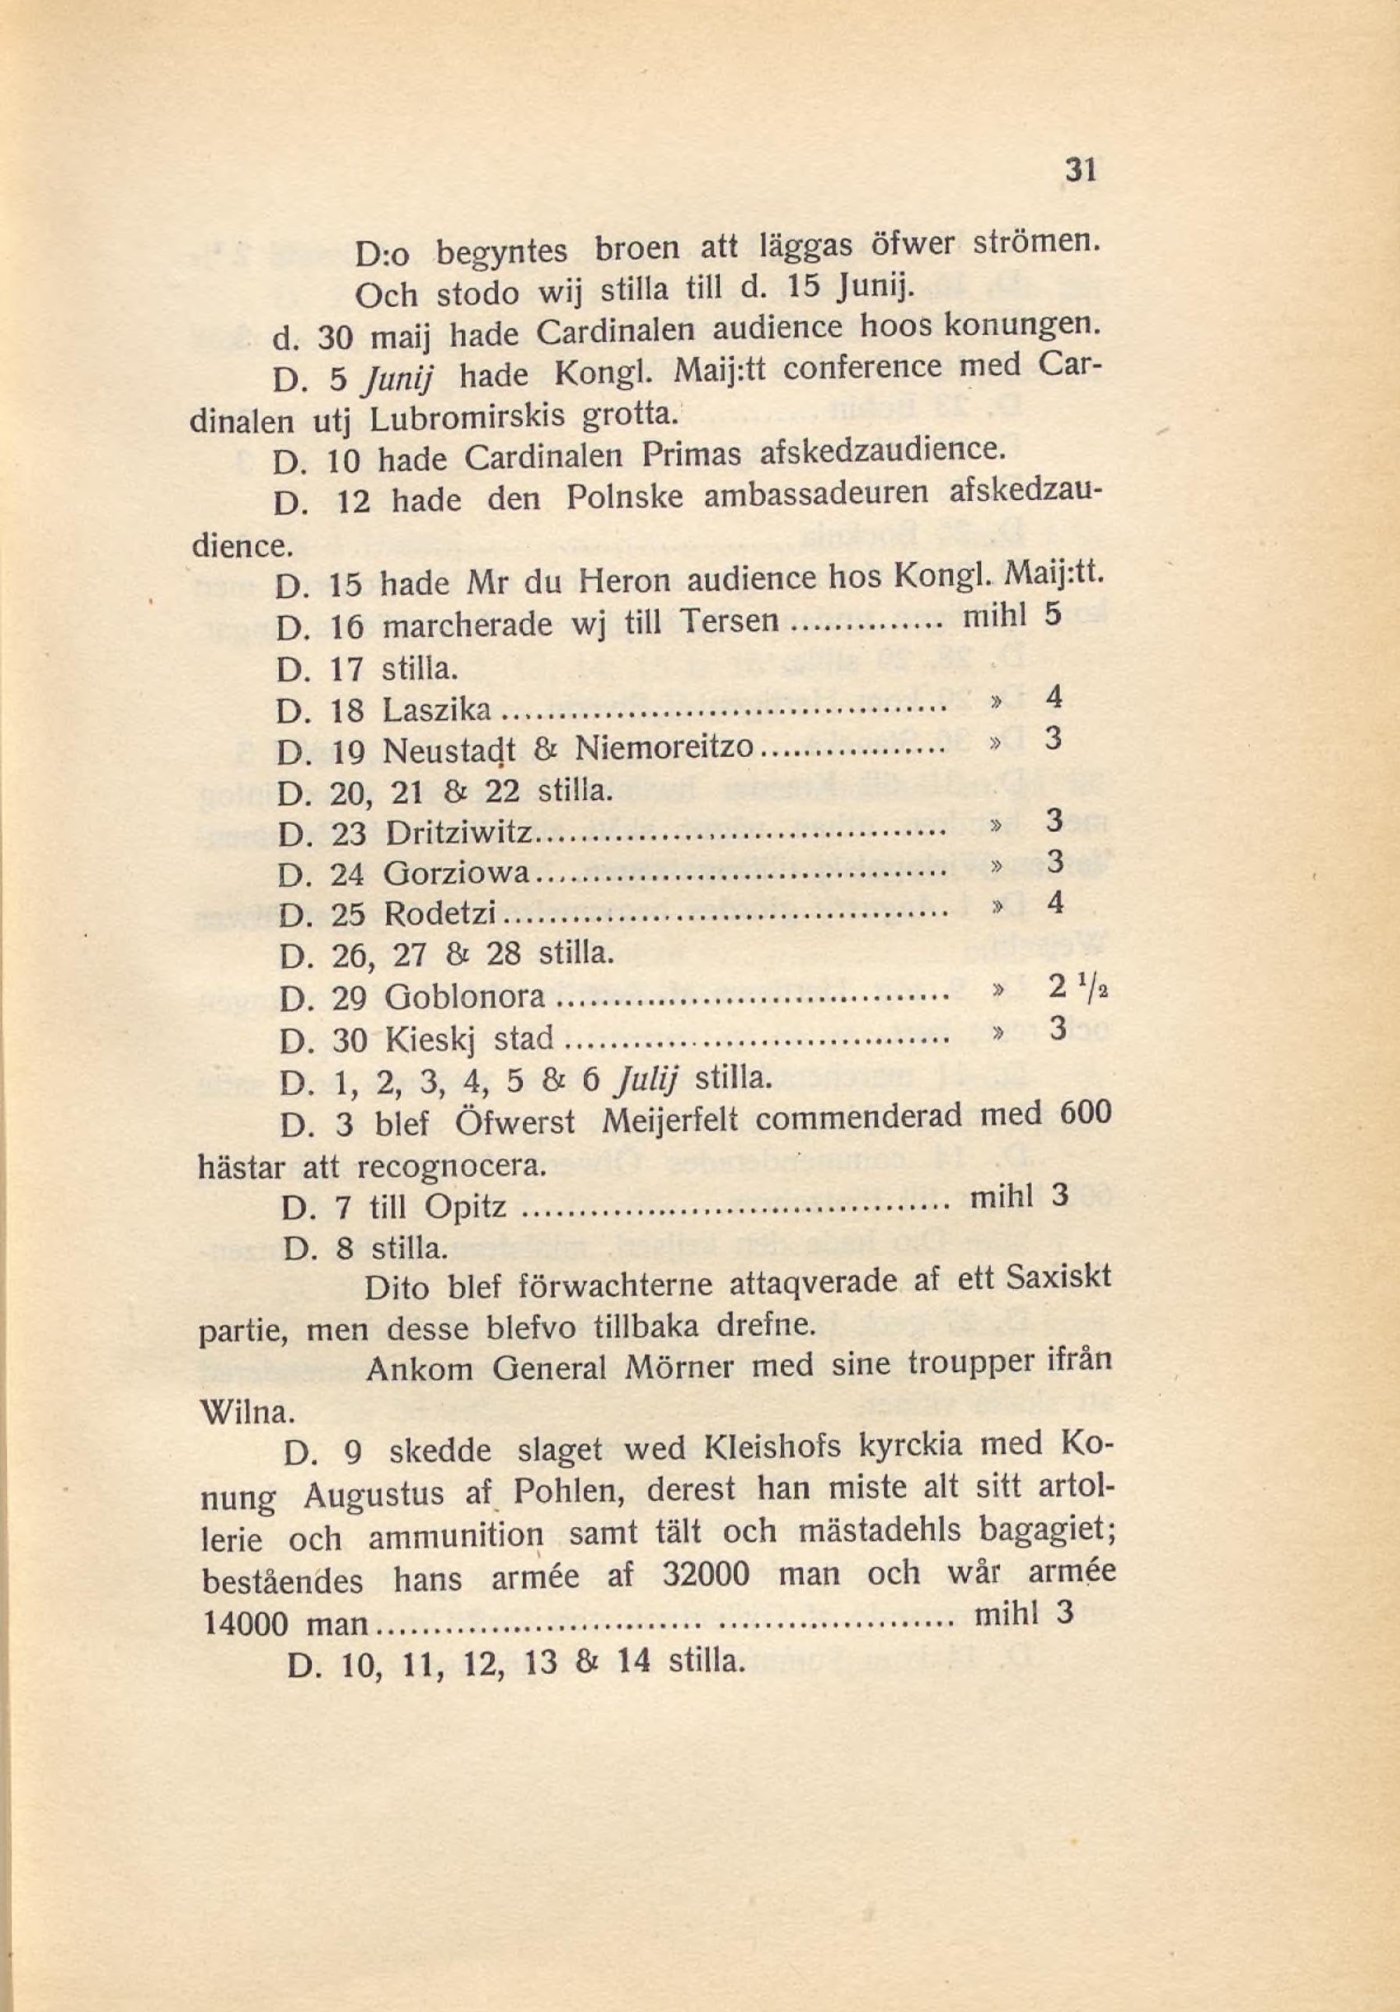 31
D:o begyntes broen att läggas öfwer strömen.
Och stodo wij stilla till d. 15 Junij.
d. 30 maij hade Cardinalen audience hoos konungen.
D. 5 Junij hade Kongl. Maij:tt conference med Car-
dinalen utj Lubromirskis grotta.
D. 10 hade Cardinalen Primas afskedzaudience.
D. 12 hade den Polnske ambassadeuren afskedzau-
dience.
D. 15 hade Mr du Heron audience hos Kongl. Maij:tt.
D. 16 marcherade wj till Tersen .............. mihl 5
D. 17 stilla.
D. 18 Laszika ........................................ » 4
D. 19 Neustadt & Niemoreitzo ................. » 3
D. 20, 21 & 22 stilla.
D. 23 Dritziwitz ..................................... » 3
D. 24 Gorziowa ..................................... » 3
D. 25 Rodetzi ........................................ » 4
D. 26, 27 & 28 stilla.
D. 29 Goblonora ................................... » 2 1/2
D. 30 Kieskj stad .................................. » 3
D. 1, 2, 3, 4, 5 & 6 Julij stilla.
D. 3 blef Öfwerst Meijerfelt commenderad med 600
hästar att recognocera.
D. 7 till Opitz ...................................... mihl 3
D. 8 stilla.
Dito blef förwachterne attaqverade af ett Saxiskt
partie, men desse blefvo tillbaka drefne.
Ankom General Mörner med sine troupper ifrån
Wilna.
D. 9 skedde slaget wed Kleishofs kyrckia med Ko-
nung Augustus af Pohlen, derest han miste alt sitt artol-
lerie och ammunition samt tält och mästadehls bagagiet;
beståendes hans armée af 32000 man och wår armée
14000 man .................................................. mihl 3
D. 10, 11, 12, 13 & 14 stilla.